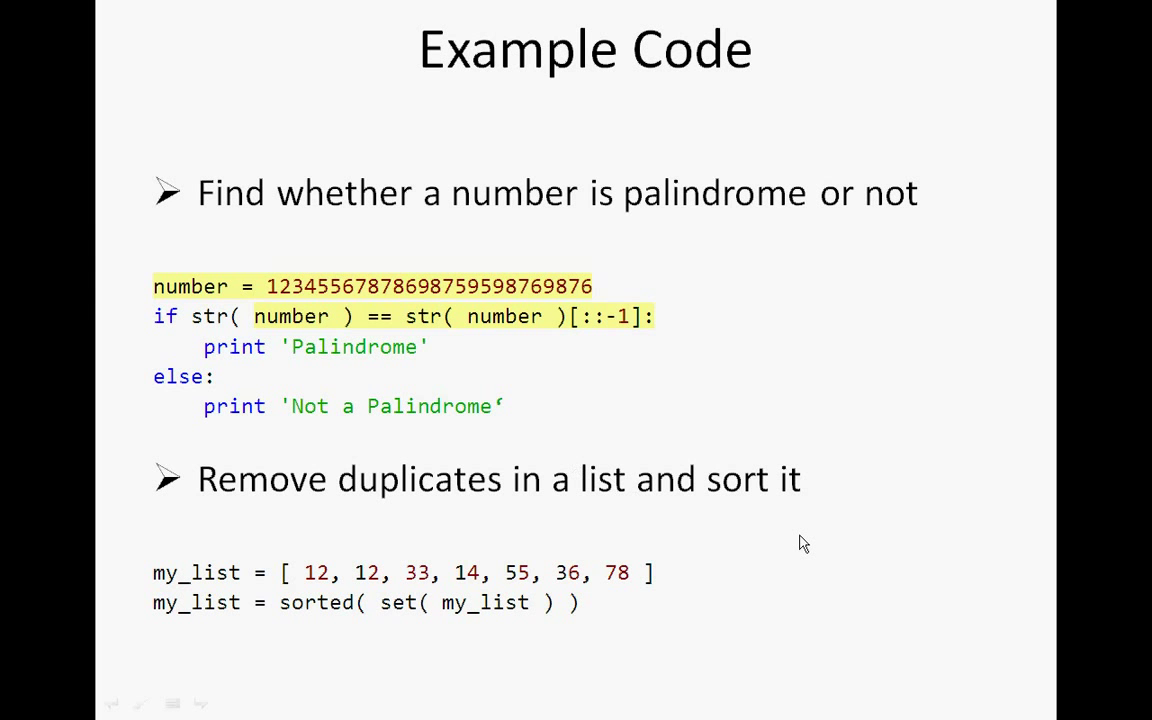 Example Code
Find whether a number is palindrome or not
number = 12345567878698759598769876
if str( number ) == str( number )[::-1]:
print 'Palindrome'
else:
print 'Not a Palindrome‘
Remove duplicates in a list and sort it
my_list = [ 12, 12, 33, 14, 55, 36, 78 ]
my_list = sorted( set( my_list ) )